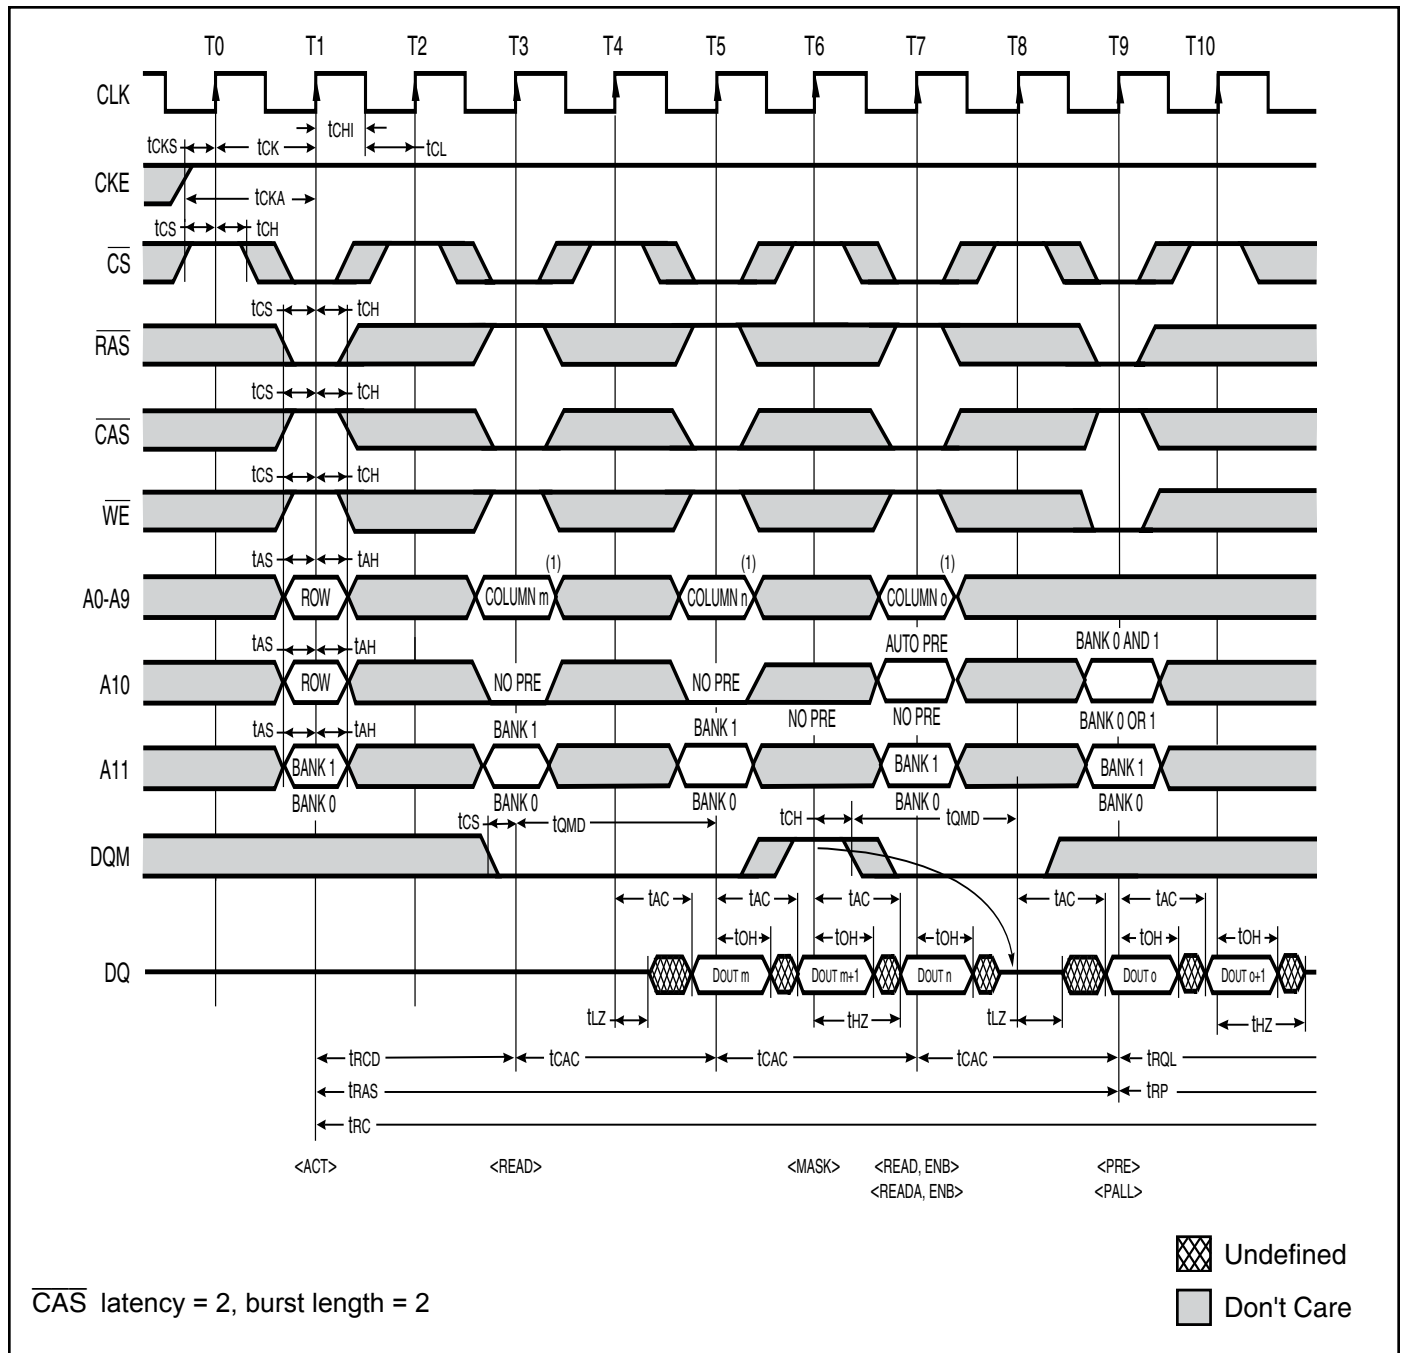 T0 T1 T2 T3 T4 T5 T6 T7 T8 T9 T10
CLK
tCHI
tCKS tCK tCL
CKE
tCKA
tCS tCH
CS
tCS tCH
RAS
tCS tCH
CAS
tCS tCH
WE
tAS tAH (1) (1) (1)
A0-A9 ROW COLUMN m COLUMN n COLUMN o
tAS tAH AUTO PRE BANK 0 AND 1
A10 ROW NO PRE NO PRE
NO PRE NO PRE BANK 0 OR 1
tAS tAH BANK 1 BANK 1
A11 BANK 1 BANK 1 BANK 1
BANK 0 BANK 0 BANK 0 BANK 0 BANK 0
tCS tQMD tCH tQMD
DQM
tAC tAC tAC tAC tAC
tOH tOH tOH tOH tOH
DQ DOUT m DOUT m+1 DOUT n DOUT o DOUT o+1
tLZ tHZ tLZ tHZ
tRCD tCAC tCAC tCAC tRQL
tRAS tRP
tRC
<ACT> <READ> <MASK> <READ, ENB> <PRE>
<READA, ENB> <PALL>
Undefined
Don't Care
CAS latency = 2, burst length = 2